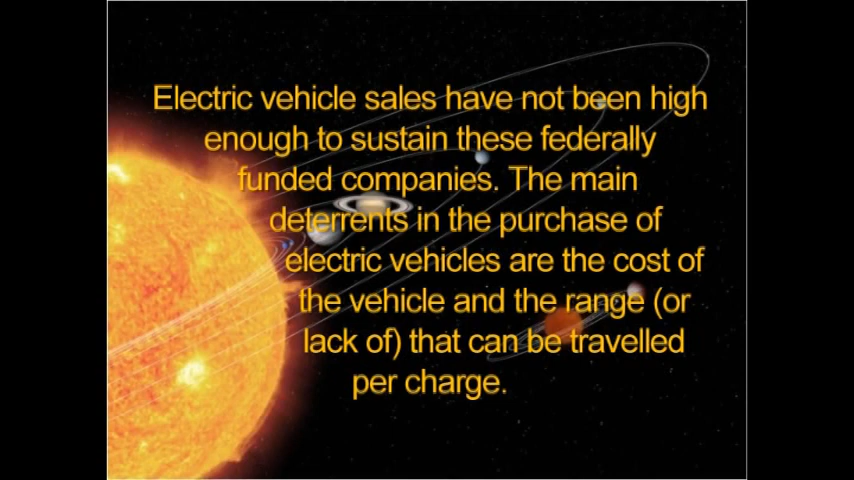 Electric vehicle sales have not been high
enough to sustain these federally
funded companies. The main
deterrents in the purchase of
electric vehicles are the cost of
the vehicle and the range (or
lack of) that can be travelled
per charge.